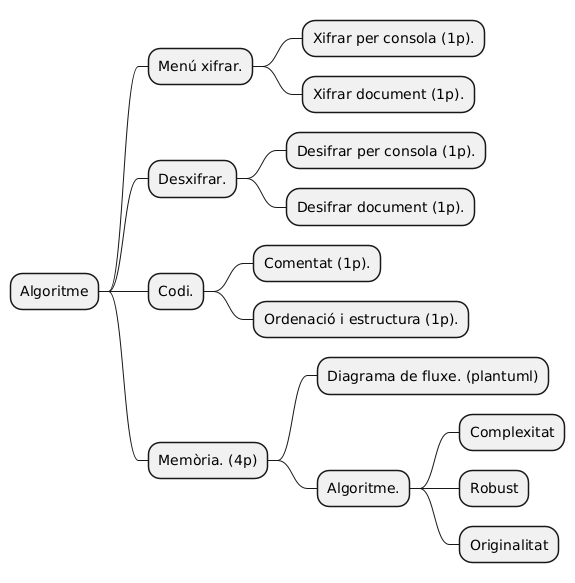 Algoritme
Menú xifrar.
Xifrar per consola (1p).
Xifrar document (1p).
Desxifrar.
Desifrar per consola (1p).
Desifrar document (1p).
Codi.
Comentat (1p).
Ordenació i estructura (1p).
Memòria. (4p)
Diagrama de fluxe. (plantuml)
Algoritme.
Complexitat
Robust
Originalitat